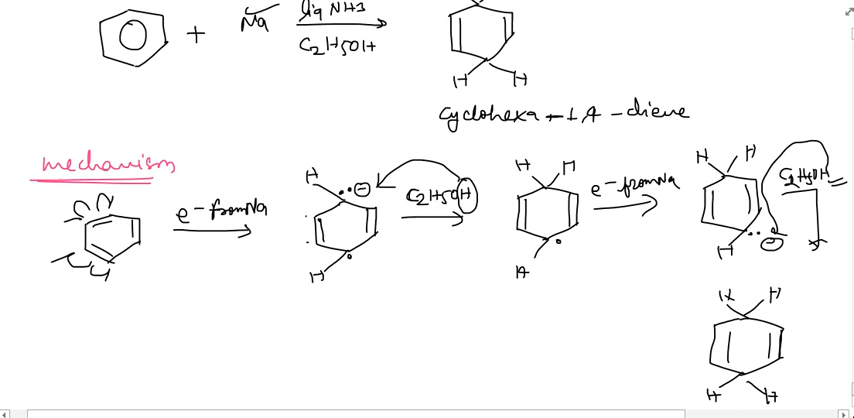 + Na liq NH3
C2H5OH
H H
cyclohexa-1,4-diene
mechanism
H H H H H
e- from Na C2H5OH e- from Na C2H5OH
H H H
H H
H H